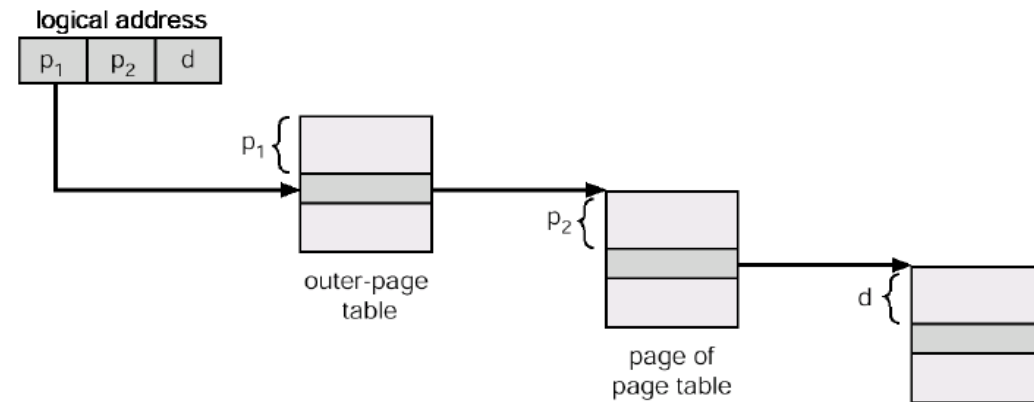 logical address
p₁ p₂ d
p₁
p₂
d
outer-page
table
page of
page table